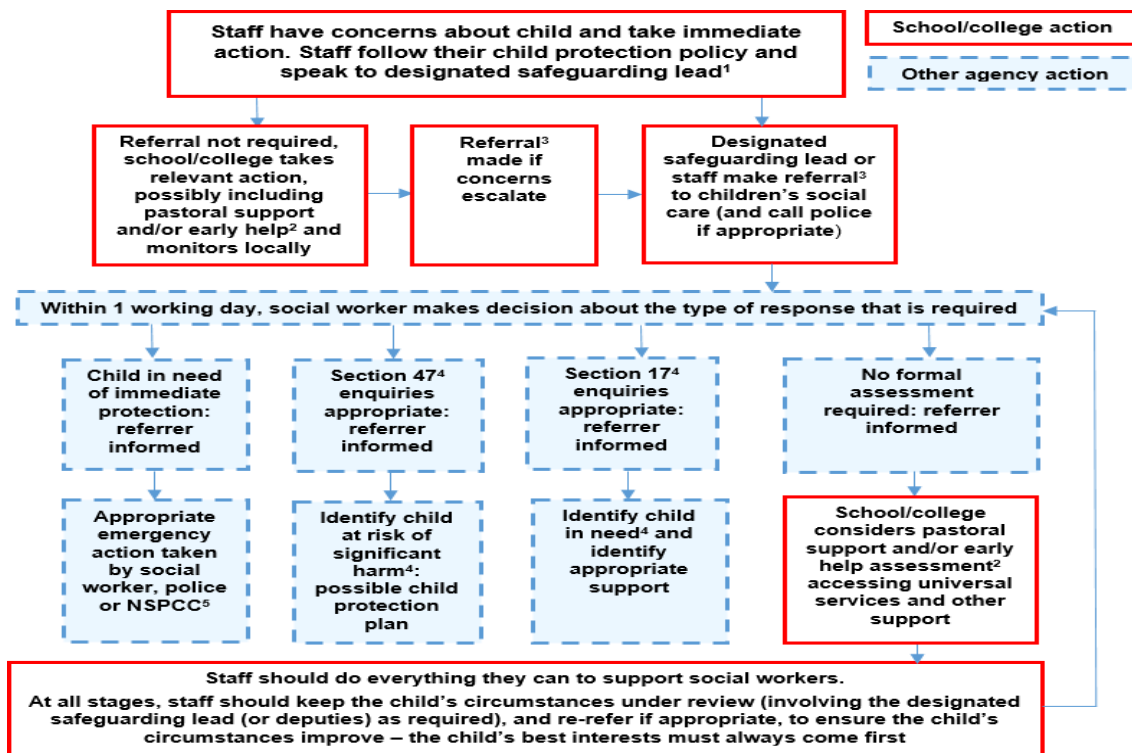 Staff have concerns about child and take immediate
action. Staff follow their child protection policy and
speak to designated safeguarding lead¹
School/college action
Other agency action
Referral not required,
school/college takes
relevant action,
possibly including
pastoral support
and/or early help² and
monitors locally
Referral³
made if
concerns
escalate
Designated
safeguarding lead or
staff make referral³
to children’s social
care (and call police
if appropriate)
Within 1 working day, social worker makes decision about the type of response that is required
Child in need
of immediate
protection:
referrer
informed
Section 47⁴
enquiries
appropriate:
referrer
informed
Section 17⁴
enquiries
appropriate:
referrer
informed
No formal
assessment
required: referrer
informed
Appropriate
emergency
action taken
by social
worker, police
or NSPCC⁵
Identify child
at risk of
significant
harm⁴:
possible child
protection
plan
Identify child
in need⁴ and
identify
appropriate
support
School/college
considers pastoral
support and/or early
help assessment²
accessing universal
services and other
support
Staff should do everything they can to support social workers.
At all stages, staff should keep the child’s circumstances under review (involving the designated
safeguarding lead (or deputies) as required), and re-refer if appropriate, to ensure the child’s
circumstances improve – the child’s best interests must always come first